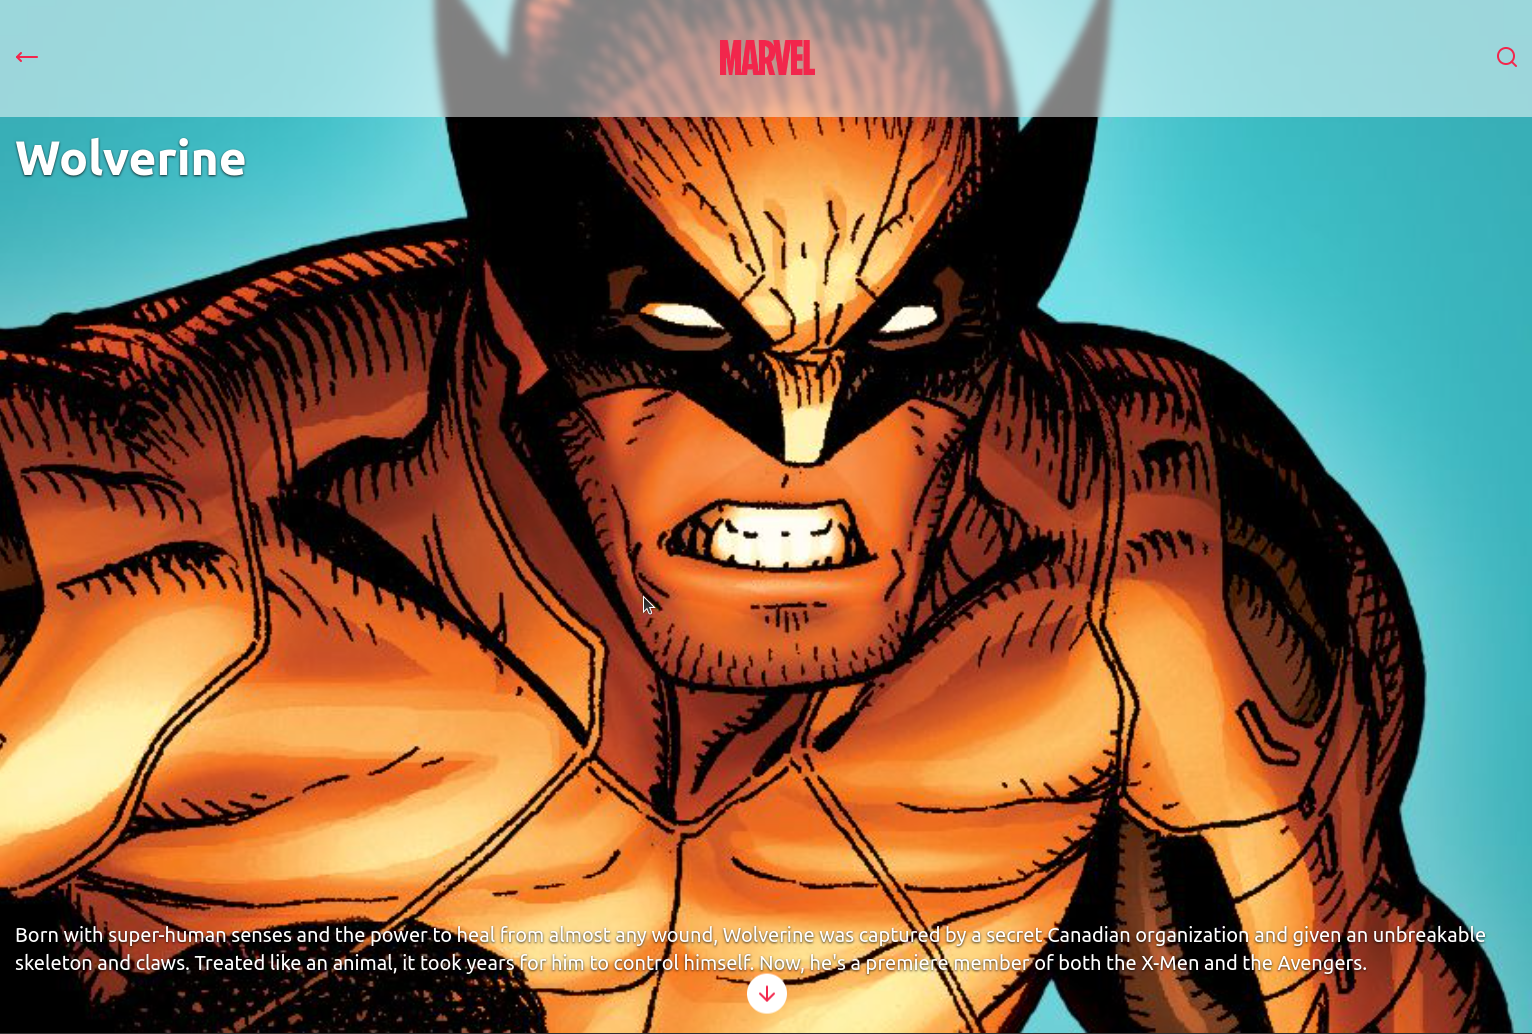 MARVEL
Wolverine
Born with super-human senses and the power to heal from almost any wound, Wolverine was captured by a secret Canadian organization and given an unbreakable
skeleton and claws. Treated like an animal, it took years for him to control himself. Now, he's a premiere member of both the X-Men and the Avengers.